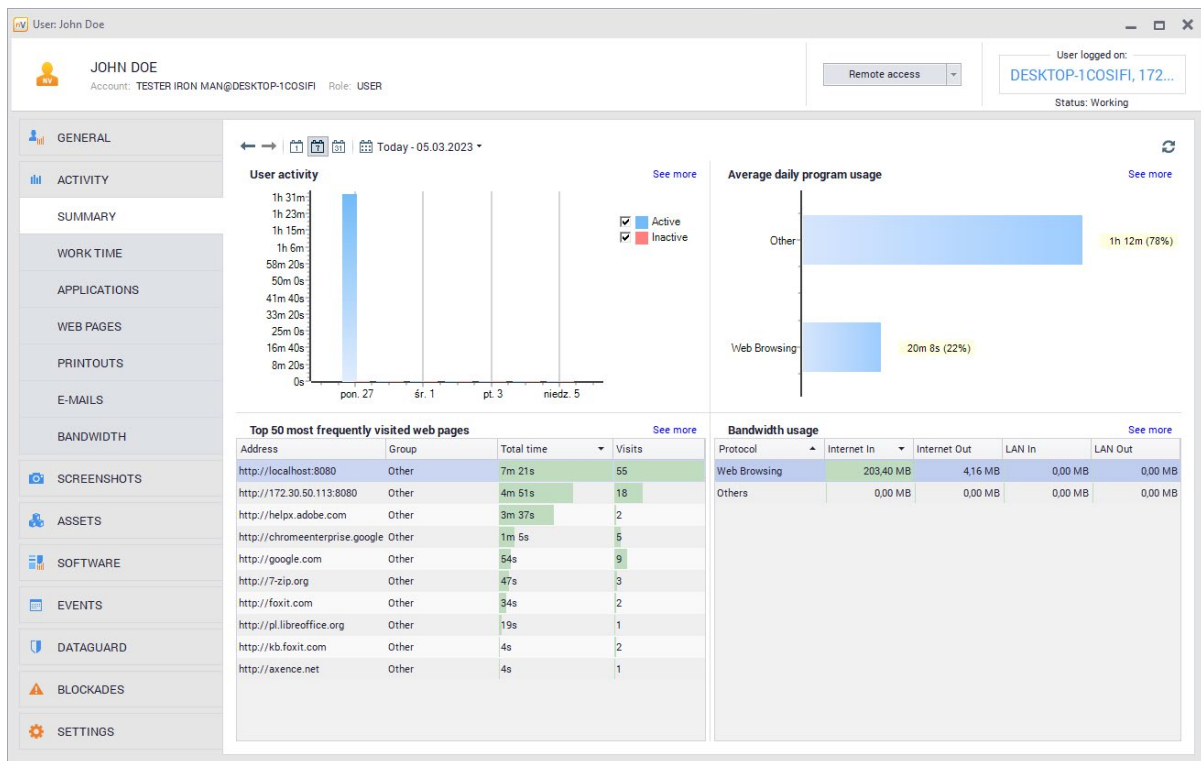 nV User: John Doe
JOHN DOE
Account: TESTER IRON MAN@DESKTOP-1COSIFI Role: USER
NV
Remote access
User logged on:
DESKTOP-1COSIFI, 172...
Status: Working
GENERAL
ACTIVITY
SUMMARY
WORK TIME
APPLICATIONS
WEB PAGES
PRINTOUTS
E-MAILS
BANDWIDTH
SCREENSHOTS
ASSETS
SOFTWARE
EVENTS
DATAGUARD
BLOCKADES
SETTINGS
1 7 31 Today - 05.03.2023
User activity See more
1h 31m
1h 23m
1h 15m
1h 6m
58m 20s
50m 0s
41m 40s
33m 20s
25m 0s
16m 40s
8m 20s
0s
pon. 27 śr. 1 pt. 3 niedz. 5
Active
Inactive
Average daily program usage See more
Other 1h 12m (78%)
Web Browsing 20m 8s (22%)
Top 50 most frequently visited web pages See more
Address Group Total time Visits
http://localhost:8080 Other 7m 21s 55
http://172.30.50.113:8080 Other 4m 51s 18
http://helpx.adobe.com Other 3m 37s 2
http://chromeenterprise.google Other 1m 5s 5
http://google.com Other 54s 9
http://7-zip.org Other 47s 3
http://foxit.com Other 34s 2
http://pl.libreoffice.org Other 19s 1
http://kb.foxit.com Other 4s 2
http://axence.net Other 4s 1
Bandwidth usage See more
Protocol Internet In Internet Out LAN In LAN Out
Web Browsing 203,40 MB 4,16 MB 0,00 MB 0,00 MB
Others 0,00 MB 0,00 MB 0,00 MB 0,00 MB